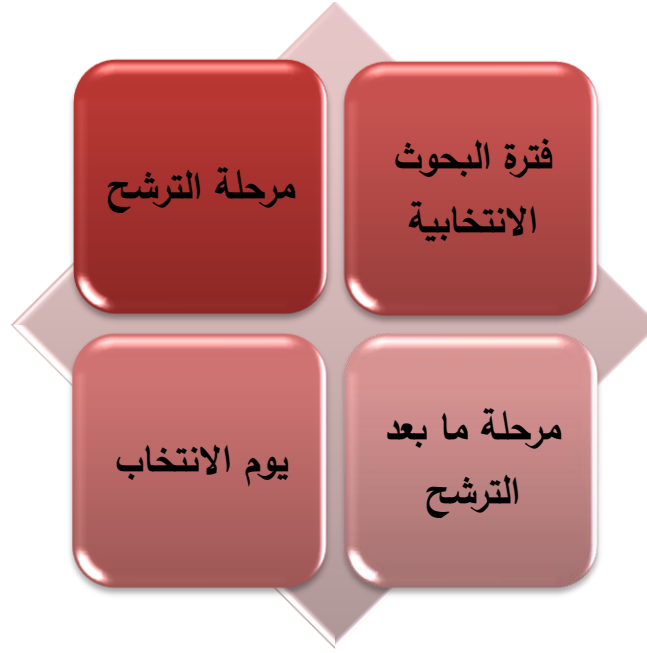 فترة البحوث
الانتخابية
مرحلة الترشح
مرحلة ما بعد
الترشح
يوم الانتخاب